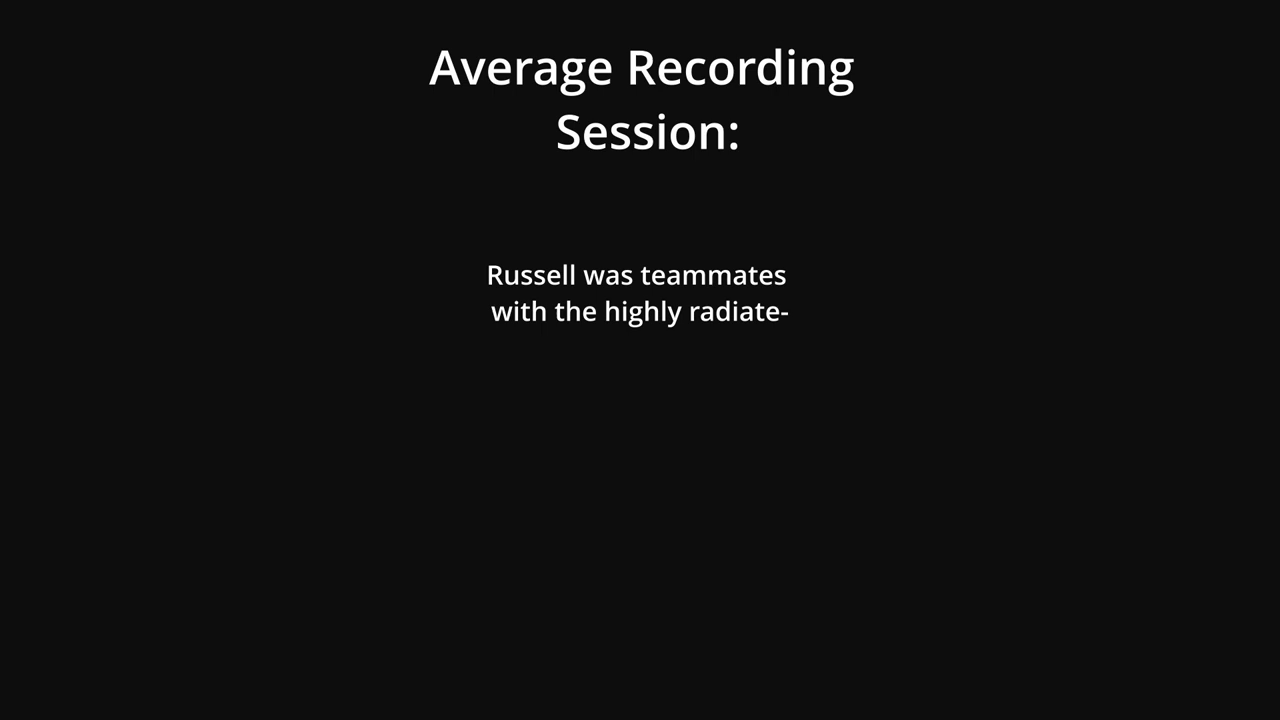 Average Recording
Session:
Russell was teammates
with the highly radiate-